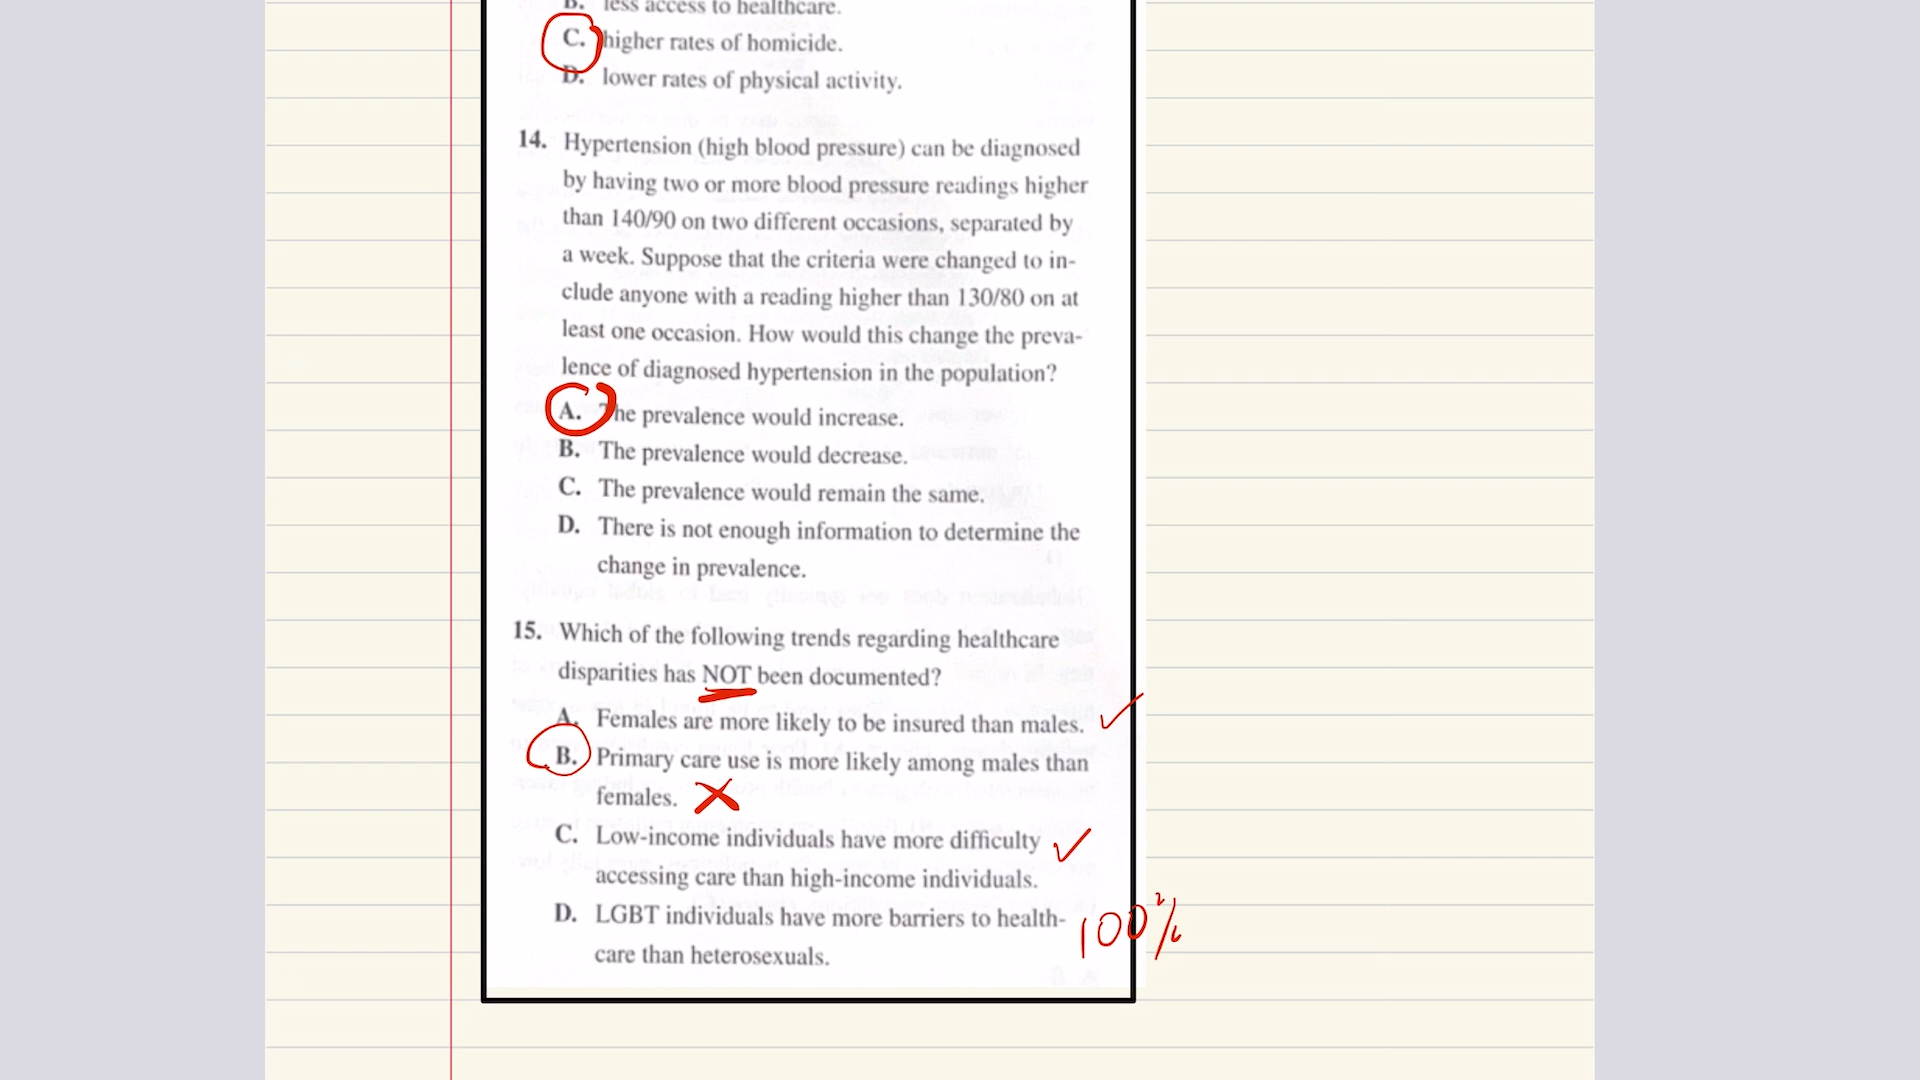 B. less access to healthcare.
C. higher rates of homicide.
D. lower rates of physical activity.
14. Hypertension (high blood pressure) can be diagnosed
by having two or more blood pressure readings higher
than 140/90 on two different occasions, separated by
a week. Suppose that the criteria were changed to in-
clude anyone with a reading higher than 130/80 on at
least one occasion. How would this change the preva-
lence of diagnosed hypertension in the population?
A. The prevalence would increase.
B. The prevalence would decrease.
C. The prevalence would remain the same.
D. There is not enough information to determine the
change in prevalence.
15. Which of the following trends regarding healthcare
disparities has NOT been documented?
A. Females are more likely to be insured than males.
B. Primary care use is more likely among males than
females.
C. Low-income individuals have more difficulty
accessing care than high-income individuals.
D. LGBT individuals have more barriers to health-
care than heterosexuals.
100%